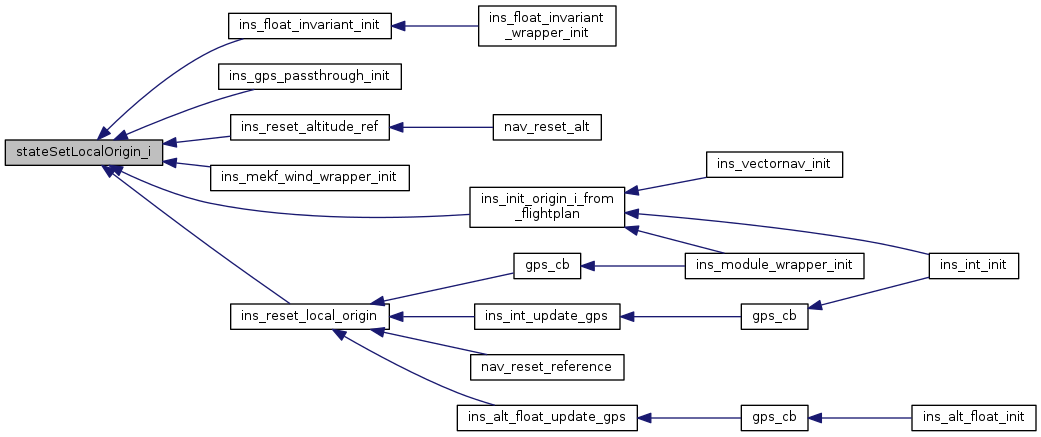 stateSetLocalOrigin_i
ins_float_invariant_init
ins_float_invariant
_wrapper_init
ins_gps_passthrough_init
ins_reset_altitude_ref
nav_reset_alt
ins_mekf_wind_wrapper_init
ins_init_origin_i_from
_flightplan
ins_vectornav_init
ins_module_wrapper_init
ins_int_init
ins_reset_local_origin
gps_cb
ins_int_update_gps
gps_cb
nav_reset_reference
ins_alt_float_update_gps
gps_cb
ins_alt_float_init